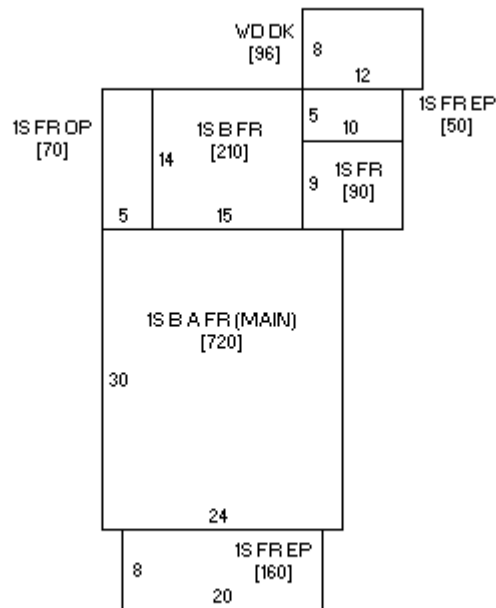 WD DK
[96]
8
12
1S FR OP
[70]
1S B FR
[210]
5
10
1S FR EP
[50]
14
9
1S FR
[90]
5
15
1S B A FR (MAIN)
[720]
30
24
8
1S FR EP
[160]
20